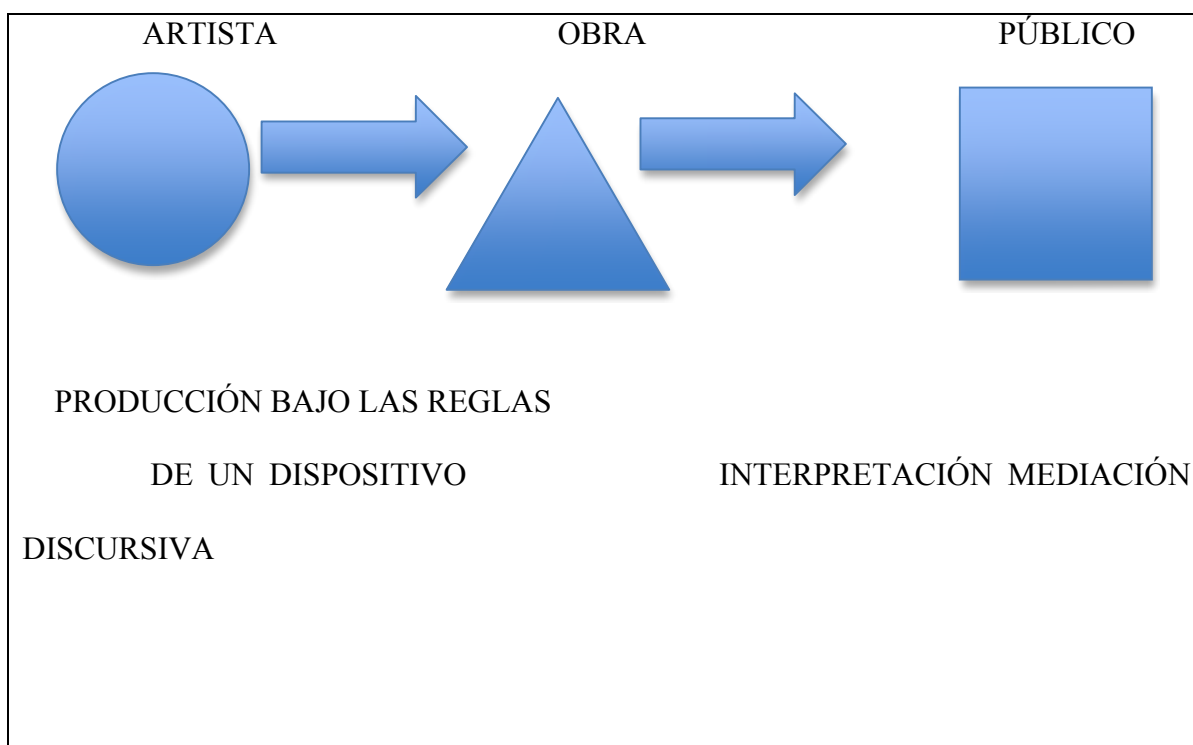 ARTISTA OBRA PÚBLICO
PRODUCCIÓN BAJO LAS REGLAS
DE UN DISPOSITIVO INTERPRETACIÓN MEDIACIÓN
DISCURSIVA